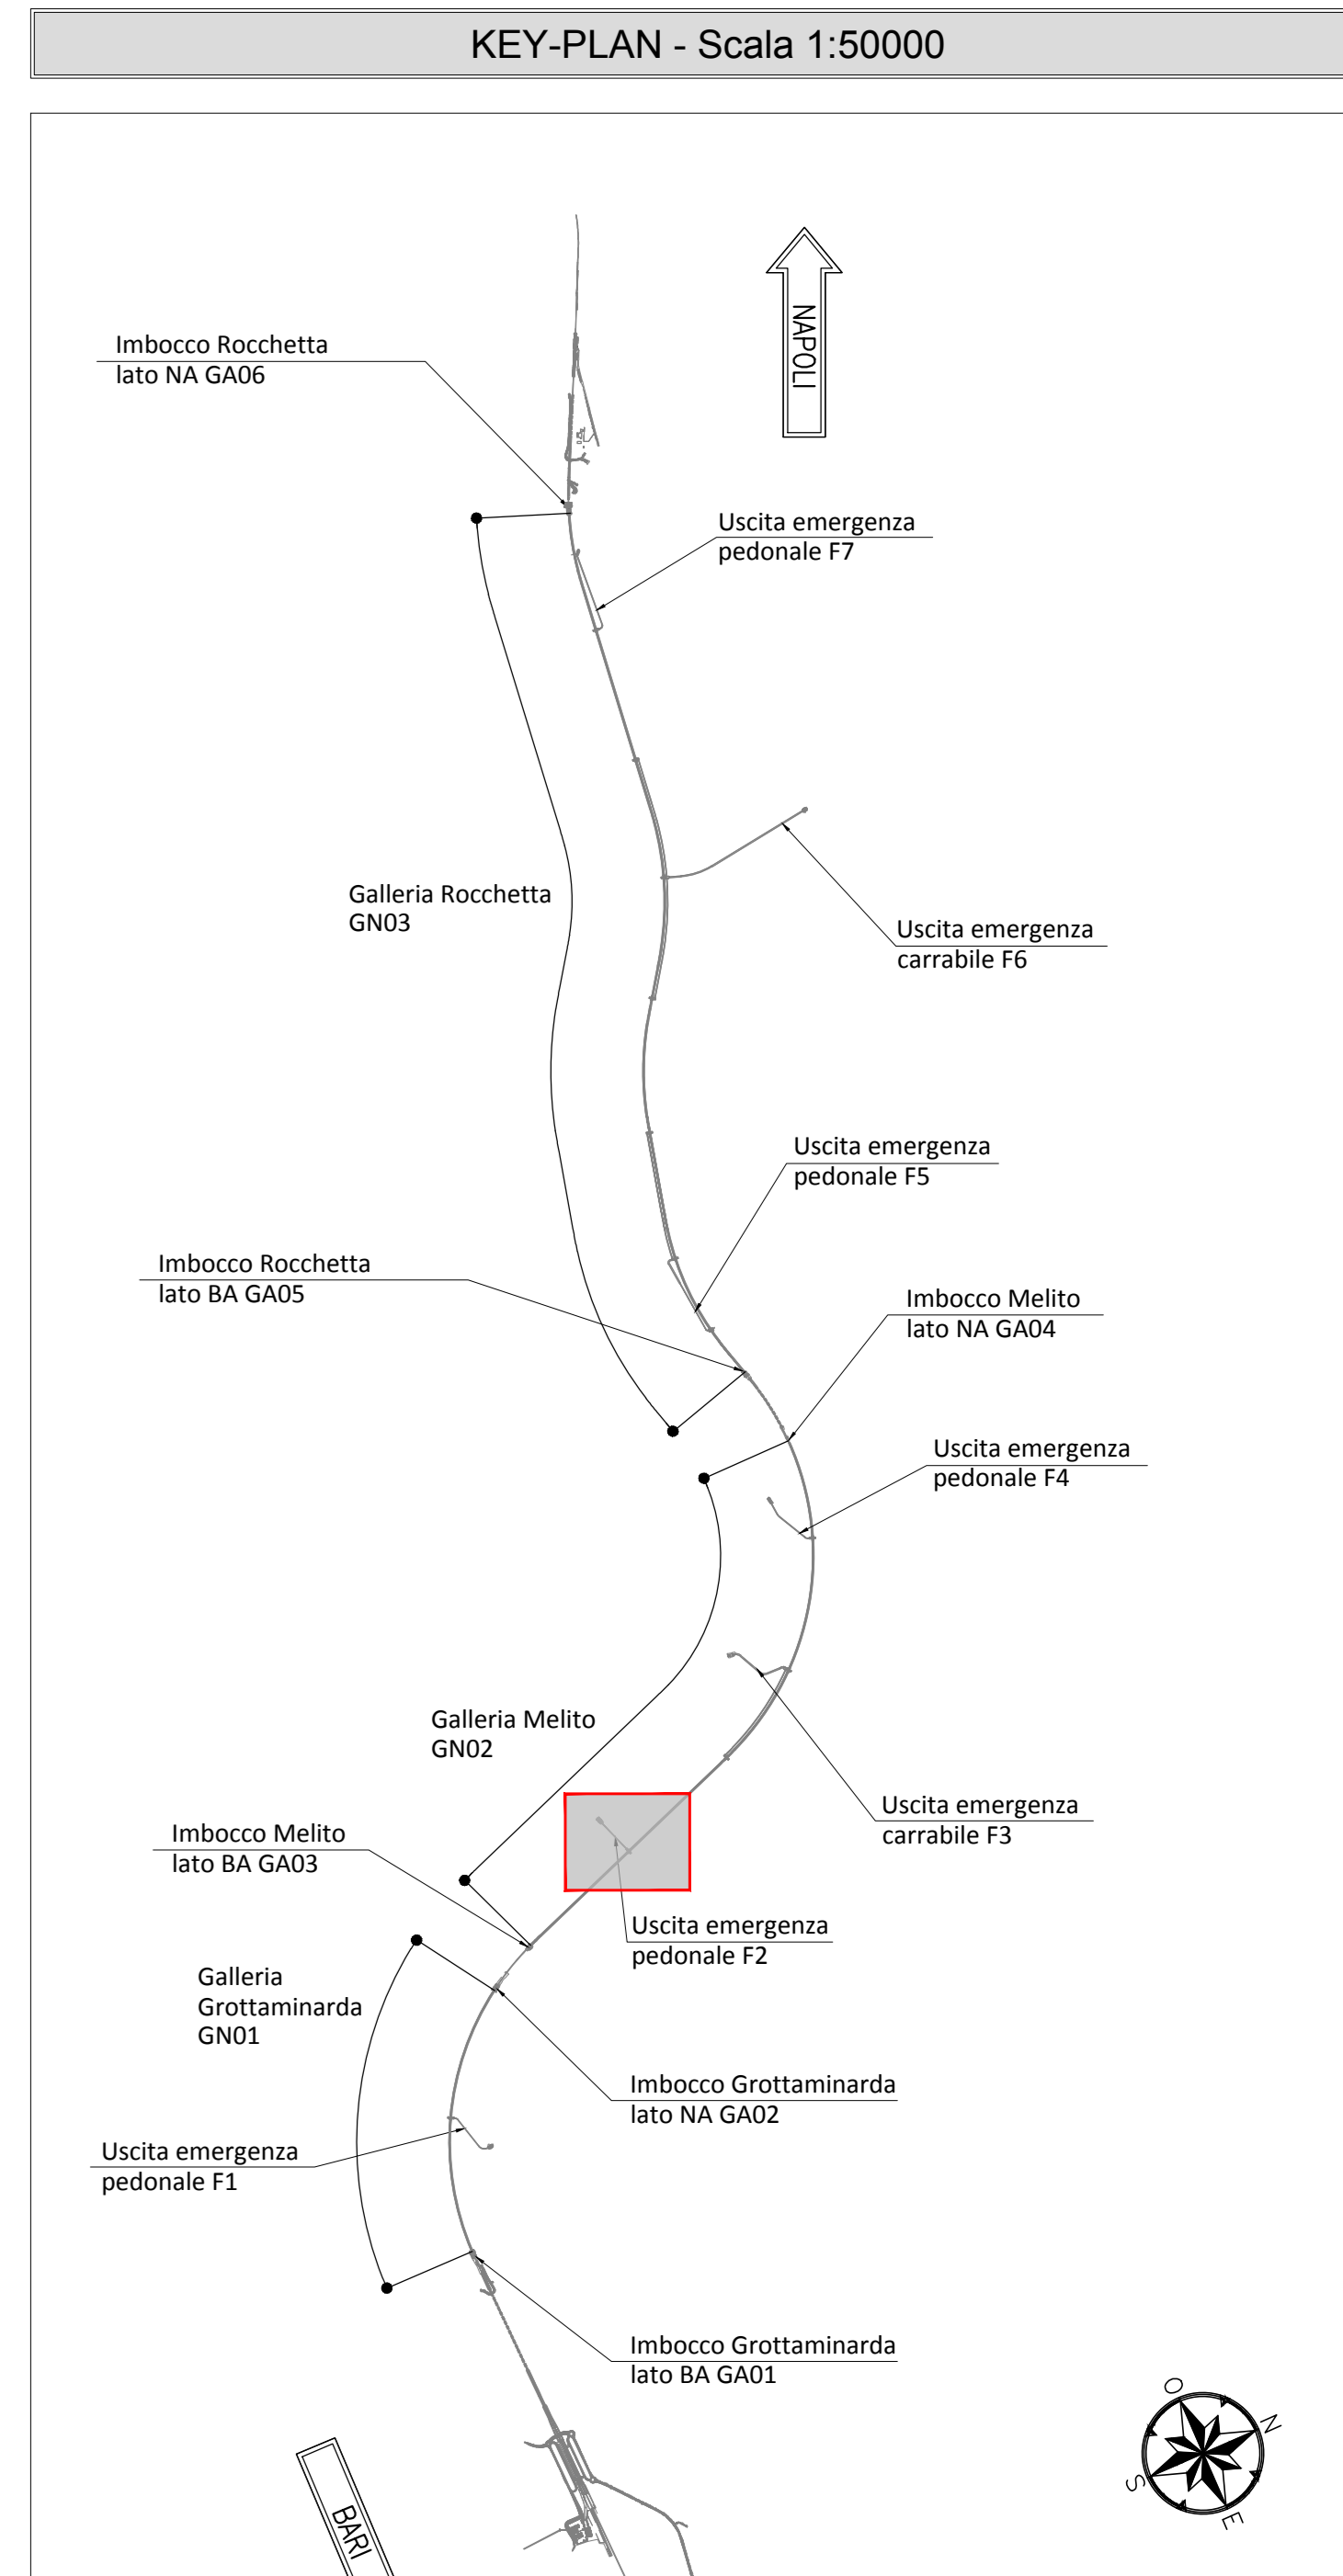 KEY-PLAN - Scala 1:50000
NAPOLI
Imbocco Rocchetta
lato NA GA06
Uscita emergenza
pedonale F7
Galleria Rocchetta
GN03
Uscita emergenza
carrabile F6
Uscita emergenza
pedonale F5
Imbocco Rocchetta
lato BA GA05
Imbocco Melito
lato NA GA04
Uscita emergenza
pedonale F4
Galleria Melito
GN02
Uscita emergenza
carrabile F3
Imbocco Melito
lato BA GA03
Uscita emergenza
pedonale F2
Galleria
Grottaminarda
GN01
Imbocco Grottaminarda
lato NA GA02
Uscita emergenza
pedonale F1
Imbocco Grottaminarda
lato BA GA01
O
N
S
E
BARI